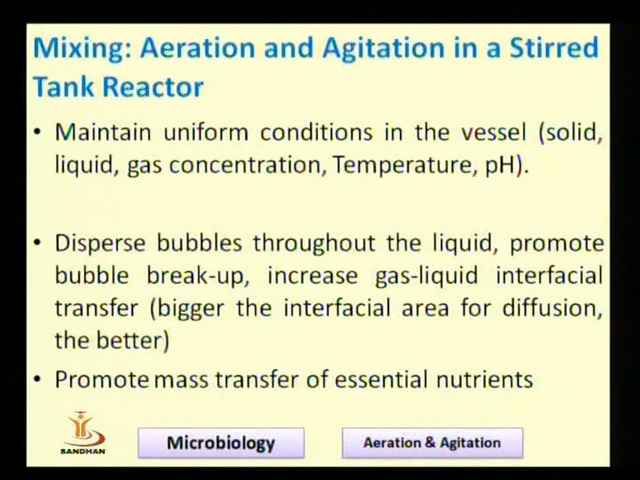 Mixing: Aeration and Agitation in a Stirred
Tank Reactor
• Maintain uniform conditions in the vessel (solid,
liquid, gas concentration, Temperature, pH).
• Disperse bubbles throughout the liquid, promote
bubble break-up, increase gas-liquid interfacial
transfer (bigger the interfacial area for diffusion,
the better)
• Promote mass transfer of essential nutrients
BANDHAN
Microbiology
Aeration & Agitation